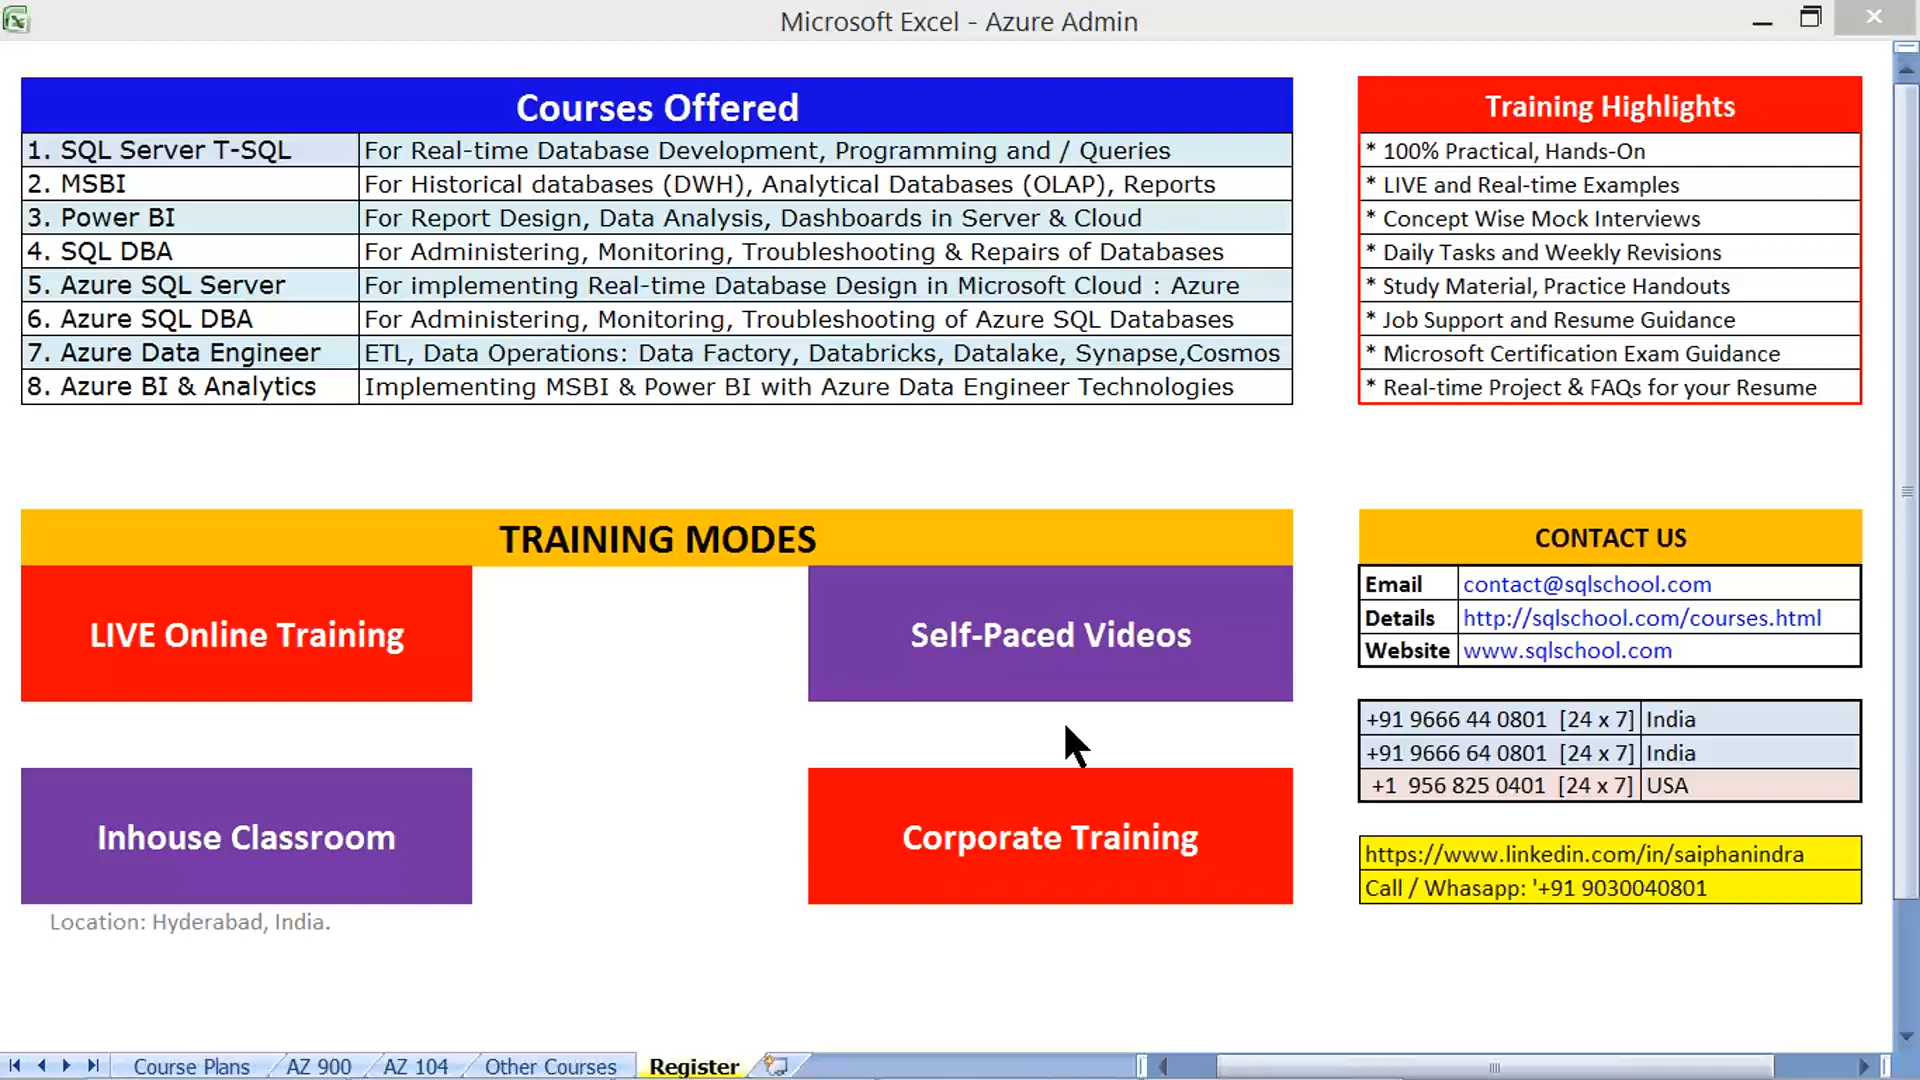 Microsoft Excel - Azure Admin
Courses Offered
1. SQL Server T-SQL For Real-time Database Development, Programming and / Queries
2. MSBI For Historical databases (DWH), Analytical Databases (OLAP), Reports
3. Power BI For Report Design, Data Analysis, Dashboards in Server & Cloud
4. SQL DBA For Administering, Monitoring, Troubleshooting & Repairs of Databases
5. Azure SQL Server For implementing Real-time Database Design in Microsoft Cloud : Azure
6. Azure SQL DBA For Administering, Monitoring, Troubleshooting of Azure SQL Databases
7. Azure Data Engineer ETL, Data Operations: Data Factory, Databricks, Datalake, Synapse,Cosmos
8. Azure BI & Analytics Implementing MSBI & Power BI with Azure Data Engineer Technologies
Training Highlights
* 100% Practical, Hands-On
* LIVE and Real-time Examples
* Concept Wise Mock Interviews
* Daily Tasks and Weekly Revisions
* Study Material, Practice Handouts
* Job Support and Resume Guidance
* Microsoft Certification Exam Guidance
* Real-time Project & FAQs for your Resume
TRAINING MODES
LIVE Online Training
Self-Paced Videos
Inhouse Classroom
Corporate Training
Location: Hyderabad, India.
CONTACT US
Email contact@sqlschool.com
Details http://sqlschool.com/courses.html
Website www.sqlschool.com
+91 9666 44 0801 [24 x 7] India
+91 9666 64 0801 [24 x 7] India
+1 956 825 0401 [24 x 7] USA
https://www.linkedin.com/in/saiphanindra
Call / Whasapp: '+91 9030040801
Course Plans AZ 900 AZ 104 Other Courses Register